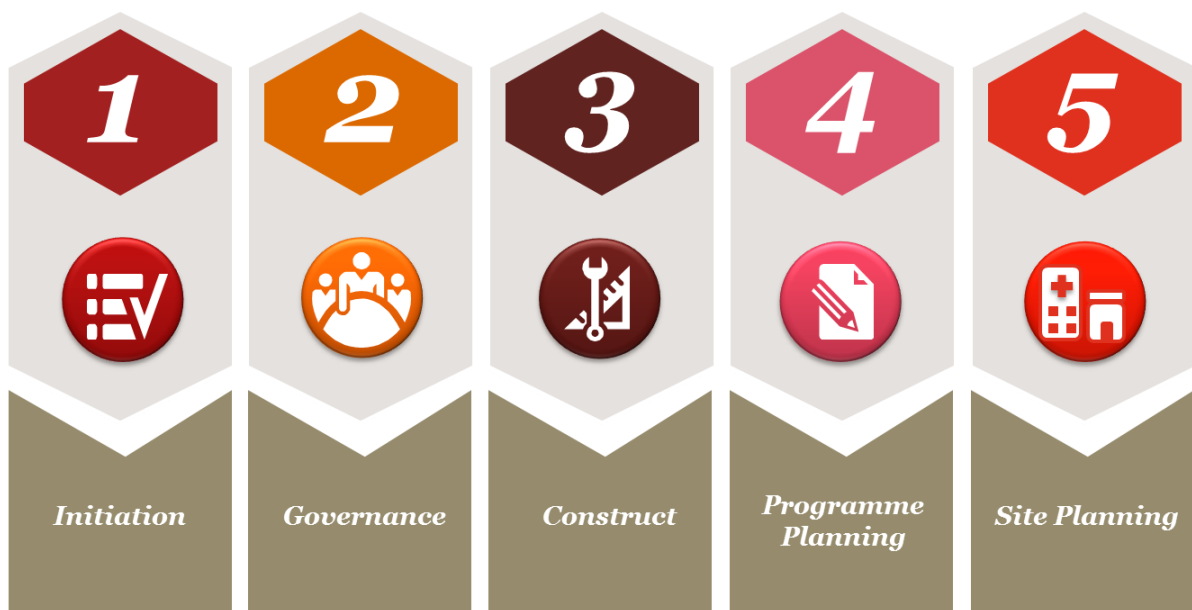 1
2
3
4
5
Initiation
Governance
Construct
Programme
Planning
Site Planning